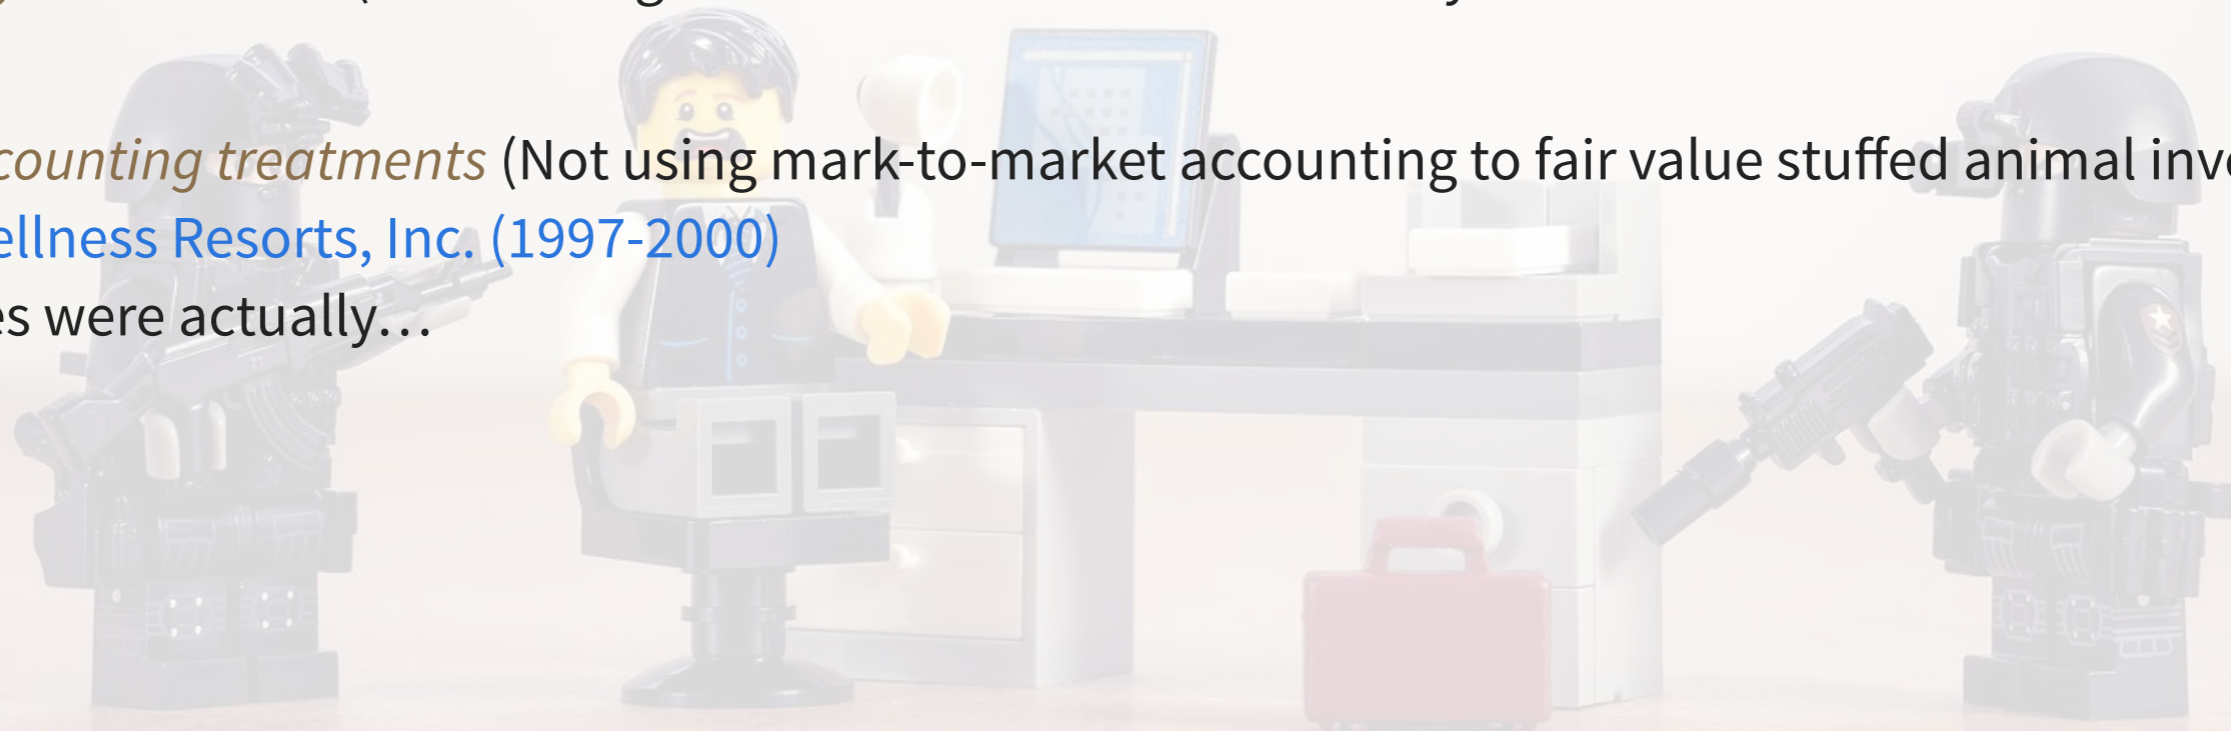 counting treatments (Not using mark-to-market accounting to fair value stuffed animal inve
ellness Resorts, Inc. (1997-2000)
es were actually…